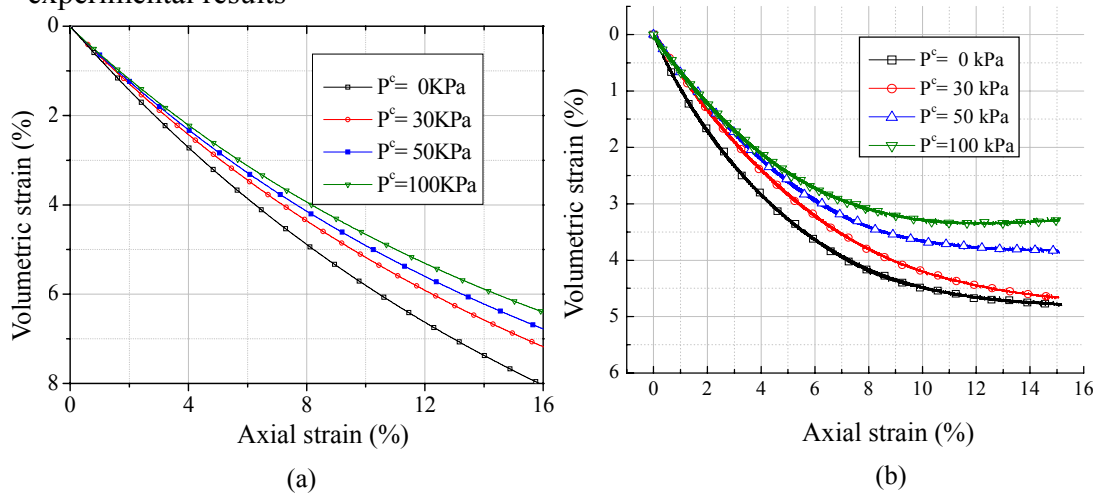 experimental results
0
2
4
6
8
Volumetric strain (%)
0
4
8
12
16
Axial strain (%)
P^c= 0KPa
P^c= 30KPa
P^c= 50KPa
P^c=100KPa
(a)
0
1
2
3
4
5
6
Volumetric strain (%)
0
2
4
6
8
10
12
14
16
Axial strain (%)
P^c= 0 kPa
P^c= 30 kPa
P^c= 50 kPa
P^c=100 kPa
(b)